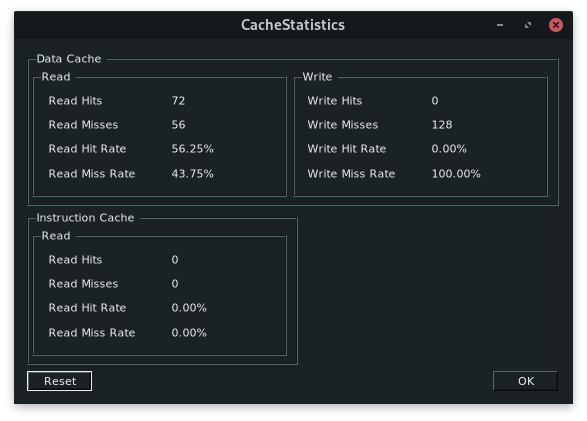 CacheStatistics
Data Cache
Read
Read Hits 72
Read Misses 56
Read Hit Rate 56.25%
Read Miss Rate 43.75%
Write
Write Hits 0
Write Misses 128
Write Hit Rate 0.00%
Write Miss Rate 100.00%
Instruction Cache
Read
Read Hits 0
Read Misses 0
Read Hit Rate 0.00%
Read Miss Rate 0.00%
Reset
OK